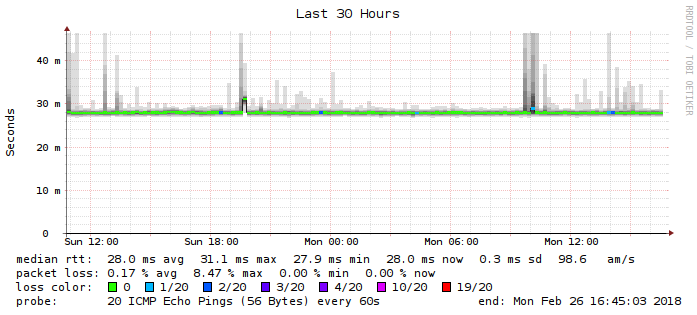 Last 30 Hours
RRDTOOL / TOBI OETIKER
Seconds
40 m
30 m
20 m
10 m
0
Sun 12:00 Sun 18:00 Mon 00:00 Mon 06:00 Mon 12:00
median rtt: 28.0 ms avg 31.1 ms max 27.9 ms min 28.0 ms now 0.3 ms sd 98.6 am/s
packet loss: 0.17 % avg 8.47 % max 0.00 % min 0.00 % now
loss color: 0 1/20 2/20 3/20 4/20 10/20 19/20
probe: 20 ICMP Echo Pings (56 Bytes) every 60s end: Mon Feb 26 16:45:03 2018